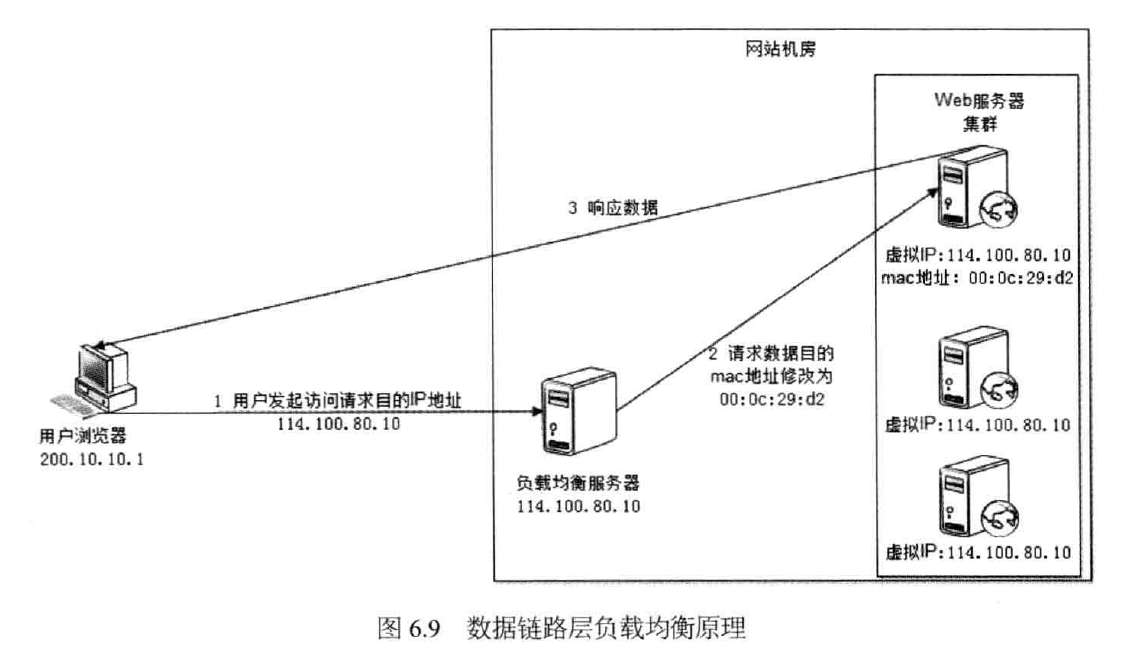 网站机房
Web服务器
集群
3 响应数据
虚拟IP:114.100.80.10
mac地址: 00:0c:29:d2
2 请求数据目的
mac地址修改为
00:0c:29:d2
1 用户发起访问请求目的IP地址
114.100.80.10
虚拟IP:114.100.80.10
用户浏览器
200.10.10.1
负载均衡服务器
114.100.80.10
虚拟IP:114.100.80.10
图 6.9 数据链路层负载均衡原理